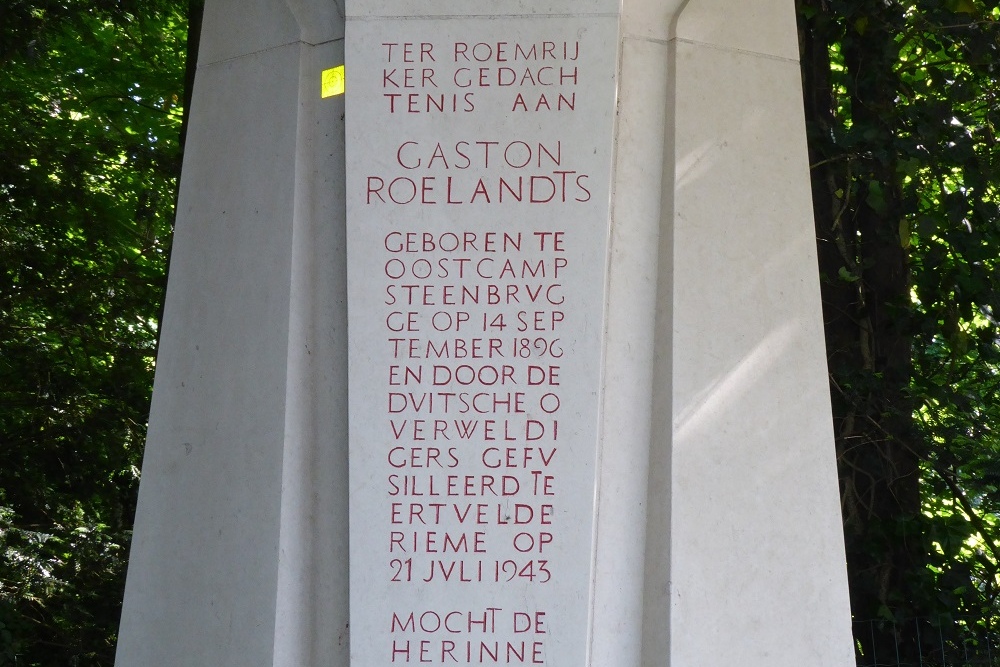 TER ROEMRIJ
KER GEDACH
TENIS AAN
GASTON
ROELANDTS
GEBOREN TE
OOSTCAMP
STEENBRVG
GE OP 14 SEP
TEMBER 1896
EN DOOR DE
DVITSCHE O
VERWELDI
GERS GEFV
SILLEERD TE
ERTVELDE
RIEME OP
21 JVLI 1943
MOCHT DE
HERINNE